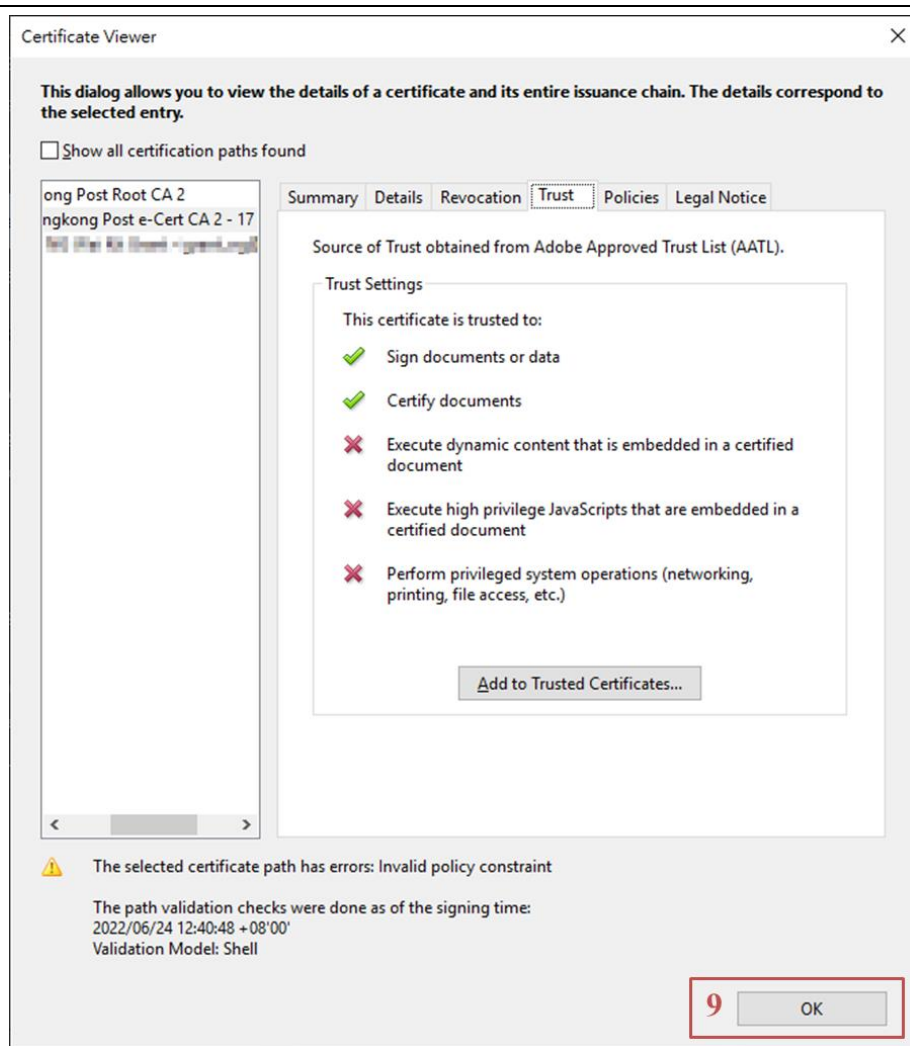 Certificate Viewer
This dialog allows you to view the details of a certificate and its entire issuance chain. The details correspond to
the selected entry.
Show all certification paths found
ong Post Root CA 2
ngkong Post e-Cert CA 2 - 17
Summary Details Revocation Trust Policies Legal Notice
Source of Trust obtained from Adobe Approved Trust List (AATL).
Trust Settings
This certificate is trusted to:
Sign documents or data
Certify documents
Execute dynamic content that is embedded in a certified
document
Execute high privilege JavaScripts that are embedded in a
certified document
Perform privileged system operations (networking,
printing, file access, etc.)
Add to Trusted Certificates...
The selected certificate path has errors: Invalid policy constraint
The path validation checks were done as of the signing time:
2022/06/24 12:40:48 +08'00'
Validation Model: Shell
9 OK